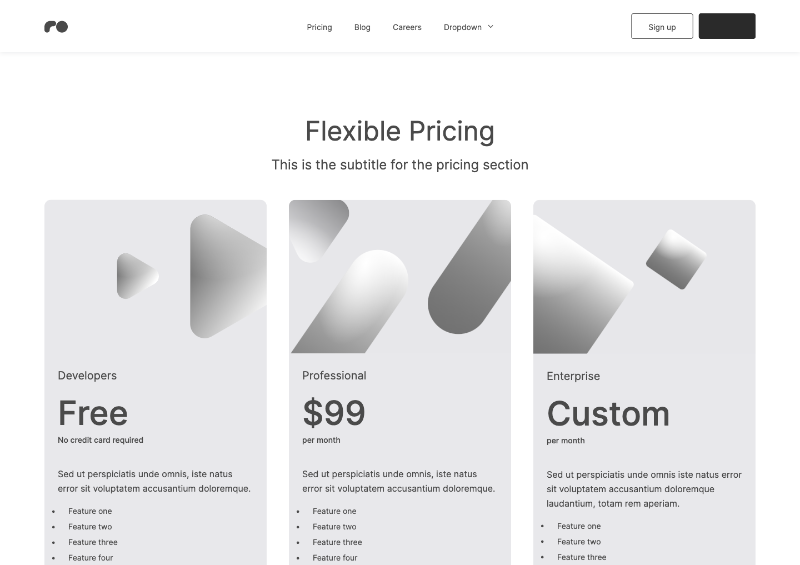 Pricing Blog Careers Dropdown Sign up
Flexible Pricing
This is the subtitle for the pricing section
Developers
Free
No credit card required
Sed ut perspiciatis unde omnis, iste natus
error sit voluptatem accusantium doloremque.
• Feature one
• Feature two
• Feature three
• Feature four
Professional
$99
per month
Sed ut perspiciatis unde omnis, iste natus
error sit voluptatem accusantium doloremque.
• Feature one
• Feature two
• Feature three
• Feature four
Enterprise
Custom
per month
Sed ut perspiciatis unde omnis iste natus error
sit voluptatem accusantium doloremque
laudantium, totam rem aperiam.
• Feature one
• Feature two
• Feature three